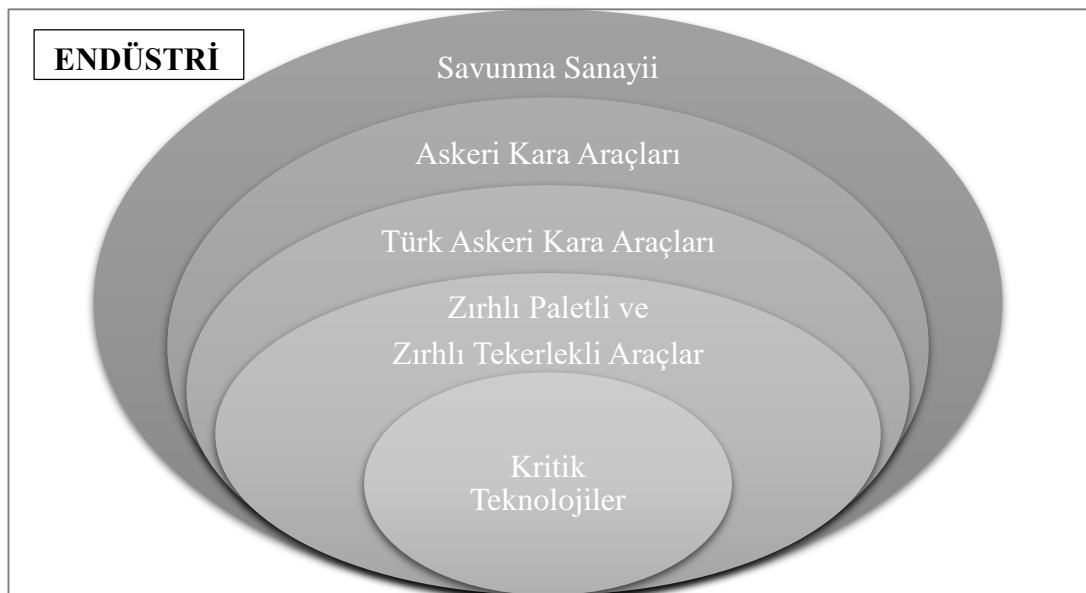 ENDÜSTRİ
Savunma Sanayii
Askeri Kara Araçları
Türk Askeri Kara Araçları
Zırhlı Paletli ve
Zırhlı Tekerlekli Araçlar
Kritik
Teknolojiler